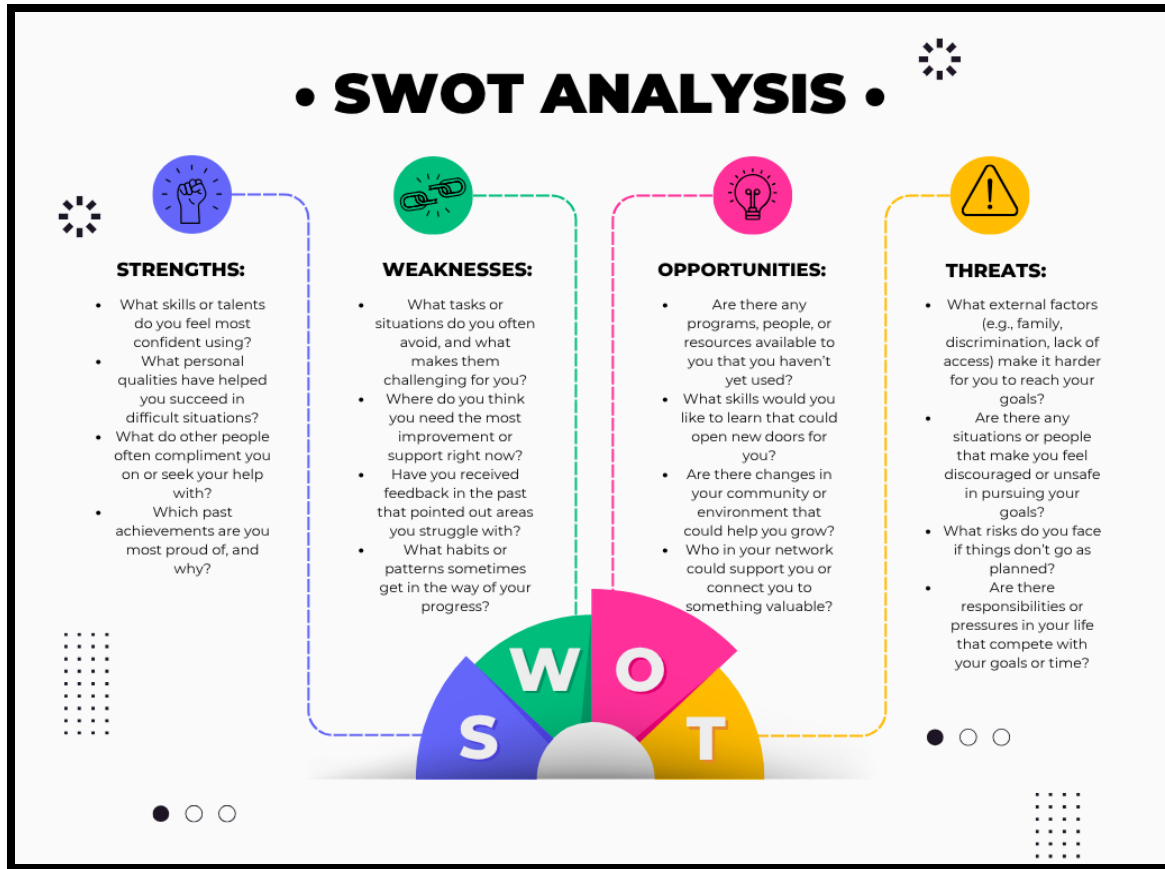 • SWOT ANALYSIS •
STRENGTHS:
• What skills or talents
do you feel most
confident using?
• What personal
qualities have helped
you succeed in
difficult situations?
• What do other people
often compliment you
on or seek your help
with?
• Which past
achievements are you
most proud of, and
why?
WEAKNESSES:
• What tasks or
situations do you often
avoid, and what
makes them
challenging for you?
• Where do you think
you need the most
improvement or
support right now?
• Have you received
feedback in the past
that pointed out areas
you struggle with?
• What habits or
patterns sometimes
get in the way of your
progress?
OPPORTUNITIES:
• Are there any
programs, people, or
resources available to
you that you haven't
yet used?
• What skills would you
like to learn that could
open new doors for
you?
• Are there changes in
your community or
environment that
could help you grow?
• Who in your network
could support you or
connect you to
something valuable?
THREATS:
• What external factors
(e.g., family,
discrimination, lack of
access) make it harder
for you to reach your
goals?
• Are there any
situations or people
that make you feel
discouraged or unsafe
in pursuing your
goals?
• What risks do you face
if things don't go as
planned?
• Are there
responsibilities or
pressures in your life
that compete with
your goals or time?
S
W
O
T